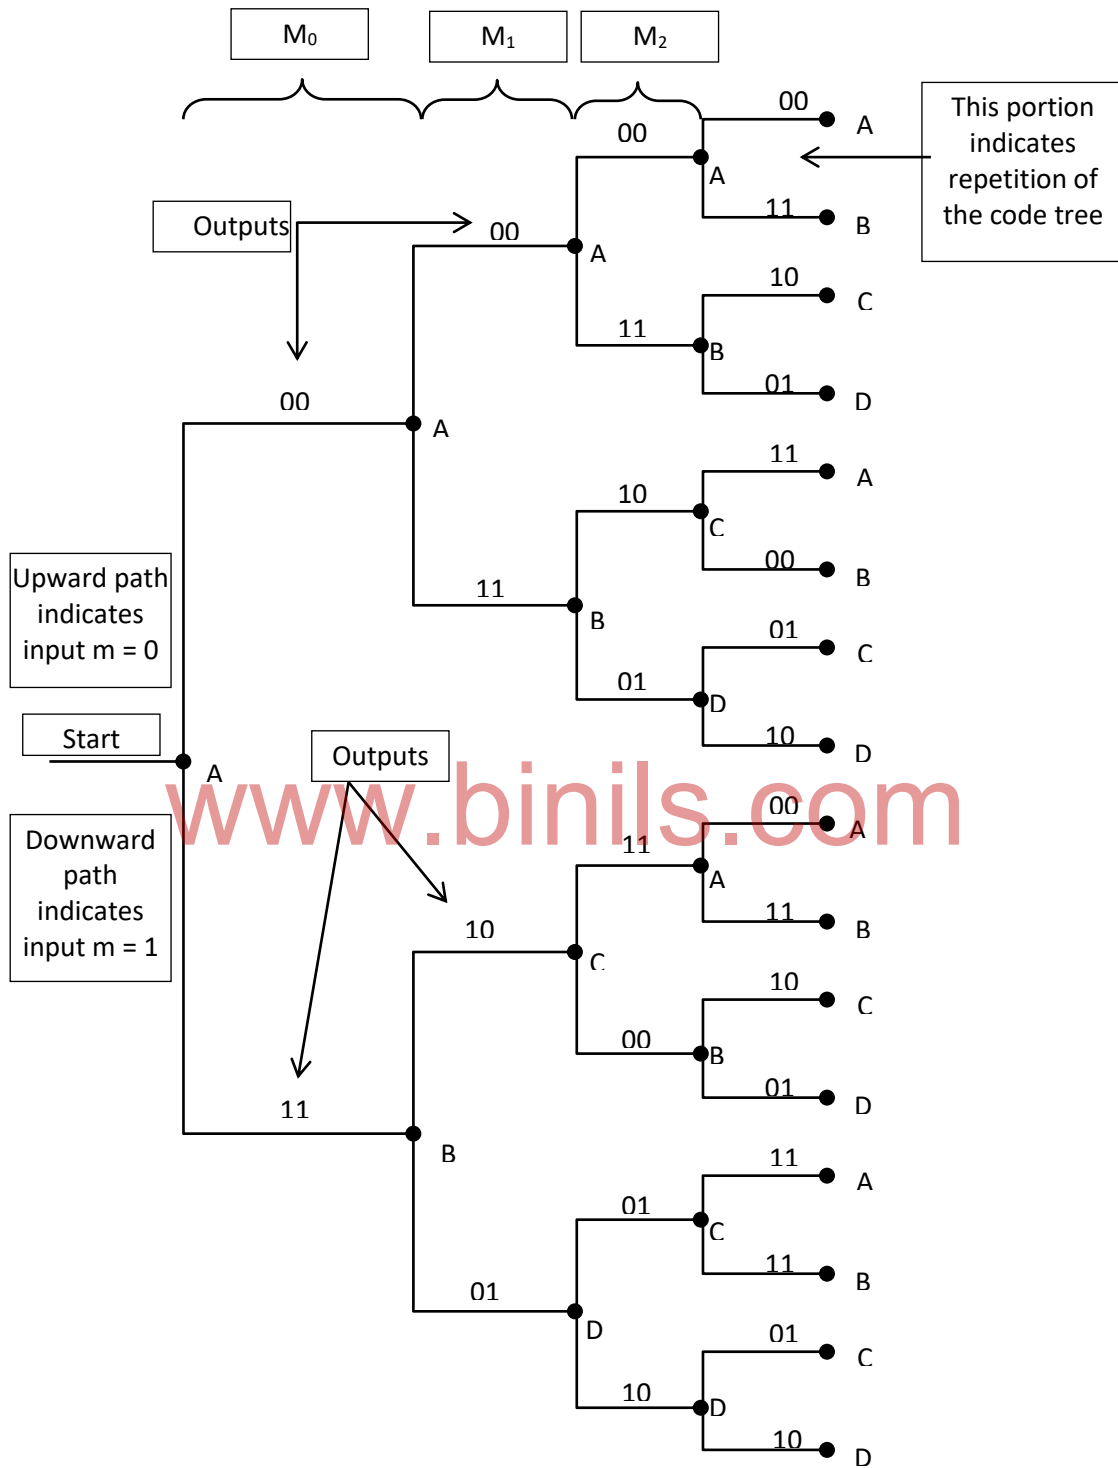 M₀ M₁ M₂
00 A
This portion
indicates
repetition of
the code tree
00
A
11 B
Outputs
00 A
10 C
11 B
01 D
00 A
11 A
10 C
00 B
Upward path
indicates
input m = 0
11 B
01 C
01 D
10 D
Start
A
Outputs
www.binils.com
00 A
Downward
path
indicates
input m = 1
11 A
11 B
10 C
10 C
00 B
01 D
11 B
11 A
01 C
11 B
01 D
01 C
10 D
10 D